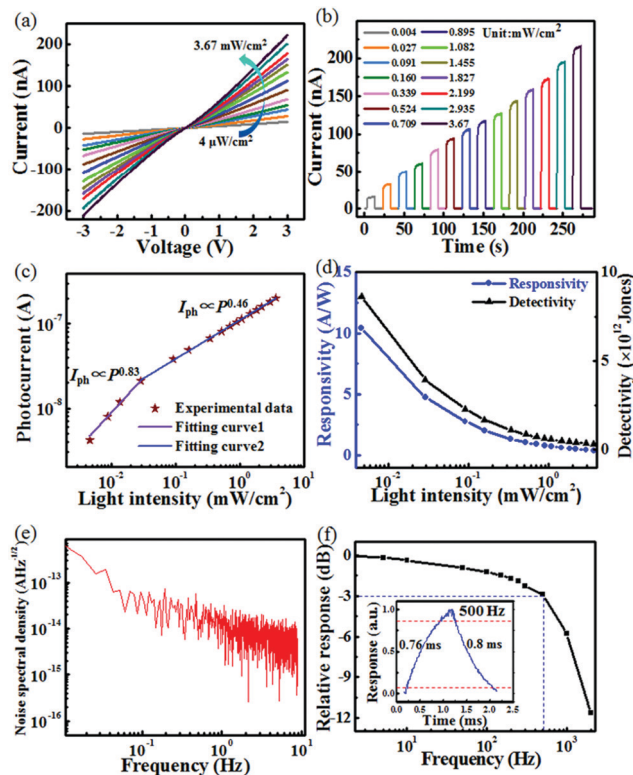 (a)
200
100
0
-100
-200
Current (nA)
3.67 mW/cm²
4 μW/cm²
-3 -2 -1 0 1 2 3
Voltage (V)
(b)
200
150
100
50
0
Current (nA)
0.004 0.895 Unit:mW/cm²
0.027 1.082
0.091 1.455
0.160 1.827
0.339 2.199
0.524 2.935
0.709 3.67
0 50 100 150 200 250
Time (s)
(c)
10⁻⁷
10⁻⁸
Photocurrent (A)
Iph∝P^0.46
Iph∝P^0.83
Experimental data
Fitting curve1
Fitting curve2
10⁻² 10⁻¹ 10⁰ 10¹
Light intensity (mW/cm²)
(d)
15
10
5
0
Responsivity (A/W)
Responsivity
Detectivity
10
5
0
Detectivity (×10¹²Jones)
10⁻² 10⁻¹ 10⁰
Light intensity (mW/cm²)
(e)
10⁻¹³
10⁻¹⁴
10⁻¹⁵
10⁻¹⁶
Noise spectral density (AHz⁻¹/²)
10⁻¹ 10⁰ 10¹
Frequency (Hz)
(f)
0
-3
-6
-9
-12
Relative response (dB)
1.0
0.5
0.0
Response (a.u.)
500 Hz
0.76 ms
0.8 ms
0.0 0.5 1.0 1.5 2.0 2.5
Time (ms)
10¹ 10² 10³
Frequency (Hz)